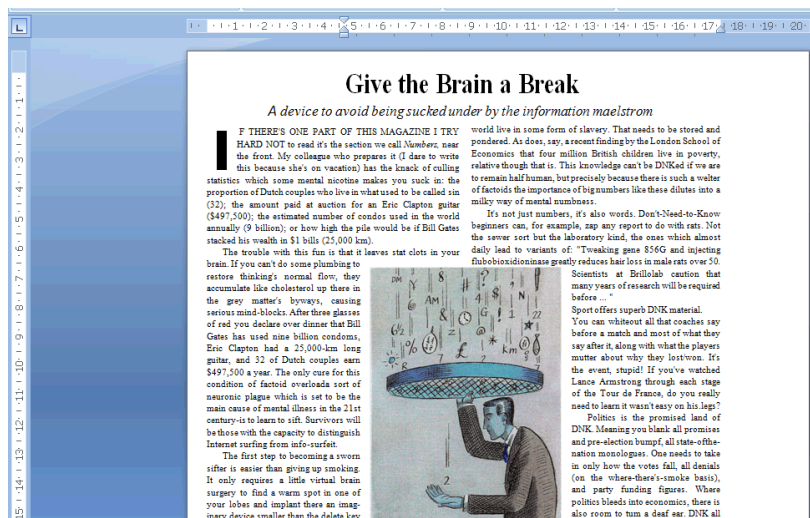 L
1 · 1 · 2 · 3 · 4 · 5 · 6 · 7 · 8 · 9 · 10 · 11 · 12 · 13 · 14 · 15 · 16 · 17 · 18 · 19 · 20
Give the Brain a Break
A device to avoid being sucked under by the information maelstrom
IF THERE'S ONE PART OF THIS MAGAZINE I TRY
HARD NOT to read it's the section we call Numbers, near
the front. My colleague who prepares it (I dare to write
this because she's on vacation) has the knack of culling
statistics which some mental nicotine makes you suck in: the
proportion of Dutch couples who live in what used to be called sin
(32); the amount paid at auction for an Eric Clapton guitar
($497,500); the estimated number of condos used in the world
annually (9 billion); or how high the pile would be if Bill Gates
stacked his wealth in $1 bills (25,000 km).
The trouble with this fun is that it leaves stat clots in your
brain. If you can't do some plumbing to
restore thinking's normal flow, they
accumulate like cholesterol up there in
the grey matter's byways, causing
serious mind-blocks. After three glasses
of red you declare over dinner that Bill
Gates has used nine billion condoms,
Eric Clapton had a 25,000-km long
guitar, and 32 of Dutch couples earn
$497,500 a year. The only cure for this
condition of factoid overloada sort of
neuronic plague which is set to be the
main cause of mental illness in the 21st
century-is to learn to sift. Survivors will
be those with the capacity to distinguish
Internet surfing from info-surfeit.
The first step to becoming a sworn
sifter is easier than giving up smoking.
It only requires a little virtual brain
surgery to find a warm spot in one of
your lobes and implant there an imag-
inary device smaller than the delete key
world live in some form of slavery. That needs to be stored and
pondered. As does, say, a recent finding by the London School of
Economics that four million British children live in poverty,
relative though that is. This knowledge can't be DNKed if we are
to remain half human, but precisely because there is such a welter
of factoids the importance of big numbers like these dilutes into a
milky way of mental numbness.
It's not just numbers, it's also words. Don't-Need-to-Know
beginners can, for example, zap any report to do with rats. Not
the sewer sort but the laboratory kind, the ones which almost
daily lead to variants of: "Tweaking gene 856G and injecting
flubobioxidioninase greatly reduces hair loss in male rats over 50.
Scientists at Brillolab caution that
many years of research will be required
before ... "
Sport offers superb DNK material.
You can whiteout all that coaches say
before a match and most of what they
say after it, along with what the players
mutter about why they lost/won. It's
the event, stupid! If you've watched
Lance Armstrong through each stage
of the Tour de France, do you really
need to learn it wasn't easy on his legs?
Politics is the promised land of
DNK. Meaning you blank all promises
and pre-election bumpf, all state-ofthe-
nation monologues. One needs to take
in only how the votes fall, all denials
(on the where-there's-smoke basis),
and party funding figures. Where
politics bleeds into economics, there is
also room to turn a deaf ear. DNK all